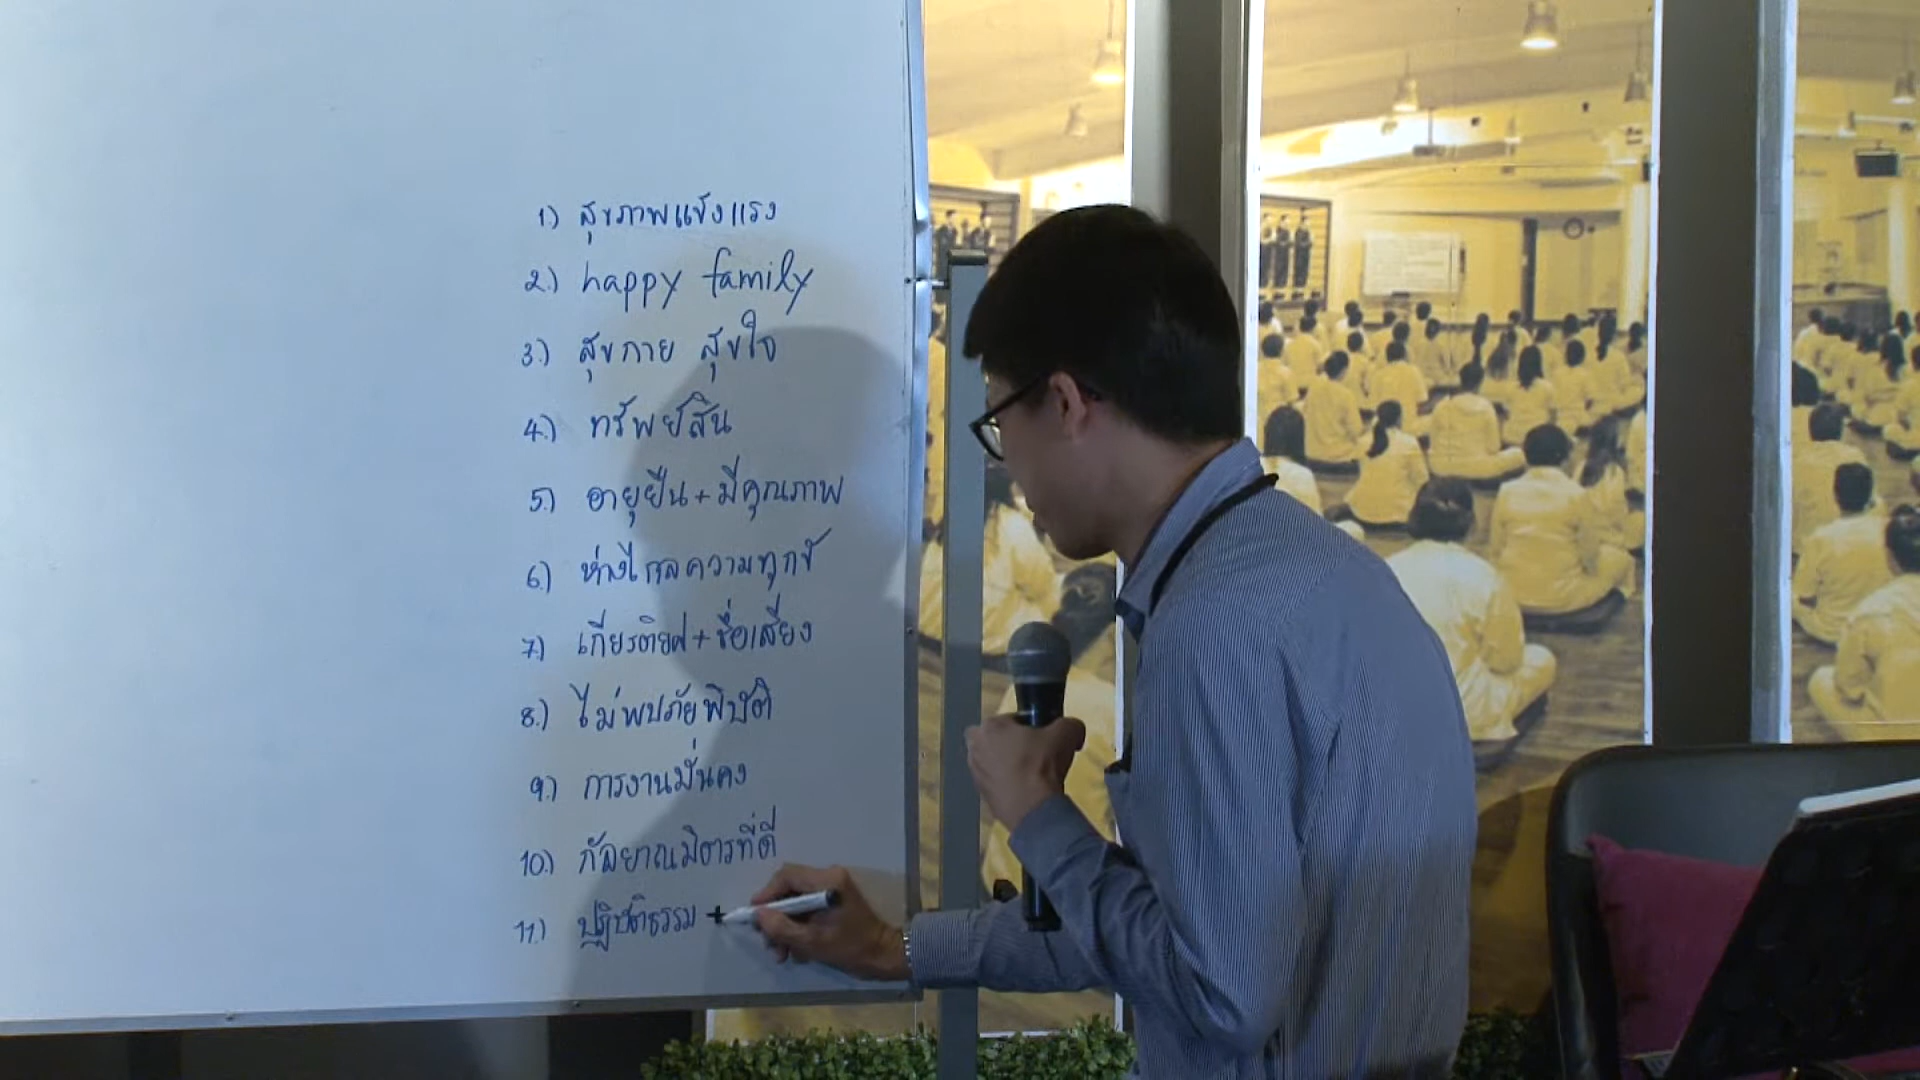 1.) สุขภาพแข็งแรง
2.) happy family
3.) สุขกาย สุขใจ
4.) ทรัพย์สิน
5.) อายุยืน + มีคุณภาพ
6.) ห่างไกลความทุกข์
7.) เกียรติยศ + ชื่อเสียง
8.) ไม่พบภัยพิบัติ
9.) การงานมั่นคง
10.) กัลยาณมิตรที่ดี
11.) ปฏิบัติธรรม +